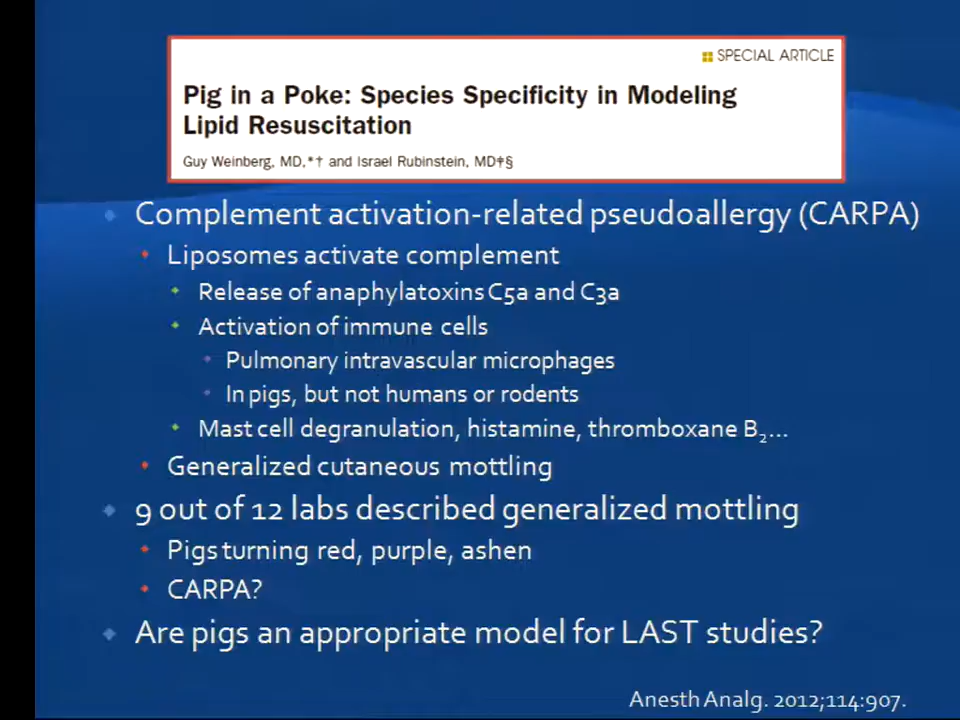 SPECIAL ARTICLE
Pig in a Poke: Species Specificity in Modeling
Lipid Resuscitation
Guy Weinberg, MD,*† and Israel Rubinstein, MD‡§
Complement activation-related pseudoallergy (CARPA)
Liposomes activate complement
Release of anaphylatoxins C5a and C3a
Activation of immune cells
Pulmonary intravascular microphages
In pigs, but not humans or rodents
Mast cell degranulation, histamine, thromboxane B₂...
Generalized cutaneous mottling
9 out of 12 labs described generalized mottling
Pigs turning red, purple, ashen
CARPA?
Are pigs an appropriate model for LAST studies?
Anesth Analg. 2012;114:907.